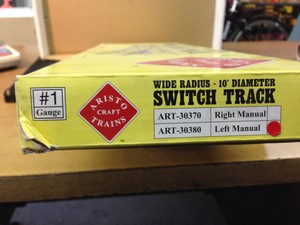 WIDE RADIUS - 10' DIAMETER
SWITCH TRACK
#1
Gauge
ARISTO
CRAFT
TRAINS
ART-30370 Right Manual
ART-30380 Left Manual